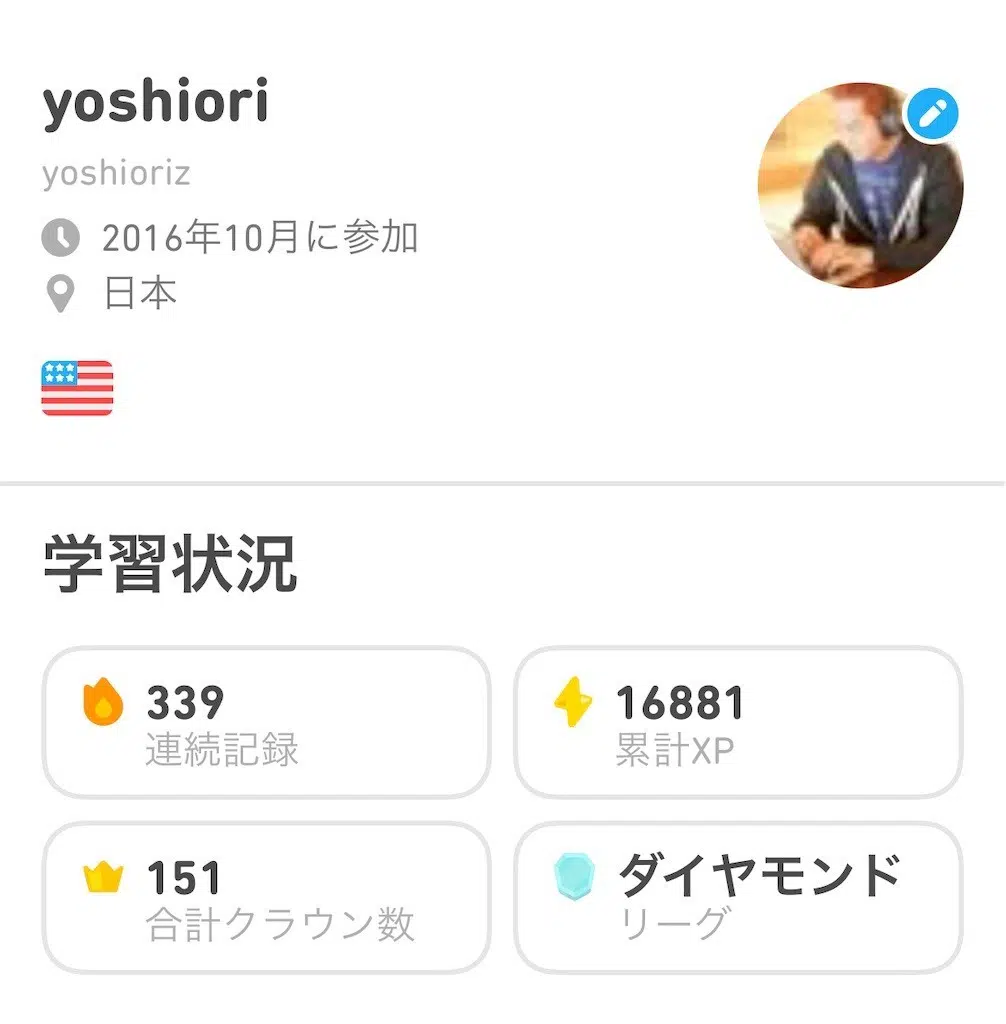 yoshiori
yoshioriz
2016年10月に参加
日本
学習状況
339
連続記録
16881
累計XP
151
合計クラウン数
ダイヤモンド
リーグ